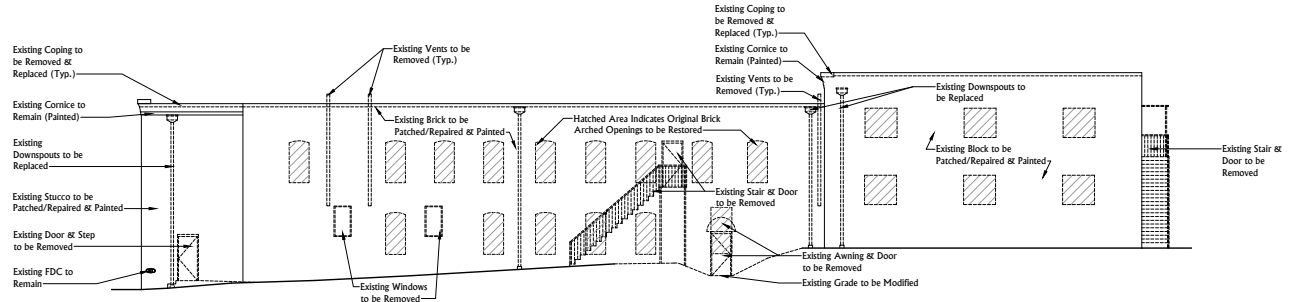 Existing Coping to
be Removed &
Replaced (Typ.)
Existing Cornice to
Remain (Painted)
Existing
Downspouts to be
Replaced
Existing Stucco to be
Patched/Repaired & Painted
Existing Door & Step
to be Removed
Existing FDC to
Remain
Existing Vents to be
Removed (Typ.)
Existing Brick to be
Patched/Repaired & Painted
Existing Windows
to be Removed
Hatched Area Indicates Original Brick
Arched Openings to be Restored
Existing Stair & Door
to be Removed
Existing Coping to
be Removed &
Replaced (Typ.)
Existing Cornice to
Remain (Painted)
Existing Vents to be
Removed (Typ.)
Existing Downspouts to
be Replaced
Existing Block to be
Patched/Repaired & Painted
Existing Awning & Door
to be Removed
Existing Grade to be Modified
Existing Stair &
Door to be
Removed